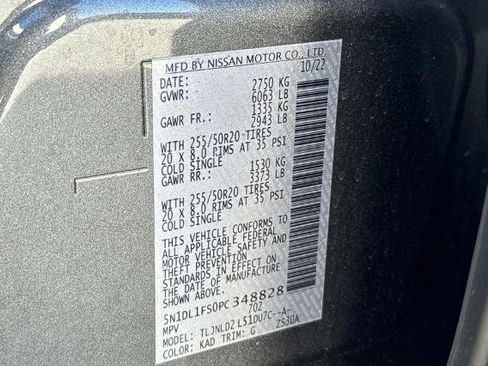 MFD BY NISSAN MOTOR CO., LTD.
DATE: 10/22
GVWR: 2750 KG
6063 LB
GAWR FR.: 1335 KG
2943 LB
WITH 255/50R20 TIRES
20 X 8.0 RIMS AT 35 PSI
COLD SINGLE
GAWR RR.: 1530 KG
3373 LB
WITH 255/50R20 TIRES
20 X 8.0 RIMS AT 35 PSI
COLD SINGLE
THIS VEHICLE CONFORMS TO
ALL APPLICABLE FEDERAL
MOTOR VEHICLE SAFETY AND
THEFT PREVENTION
STANDARDS IN EFFECT ON
THE DATE OF MANUFACTURE
5N1DL1FS0PC348828
MPV 70Z
MODEL: TLJNLD2 L51DU7C--A-
COLOR: KAD TRIM: G ZS30A